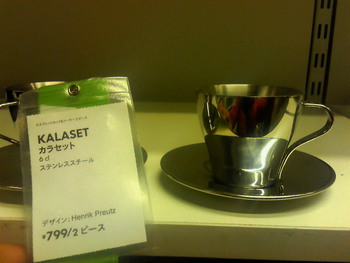 KALASET
カラセット
6 cl
ステンレススチール
デザイン: Henrik Preutz
¥799/2 ピース